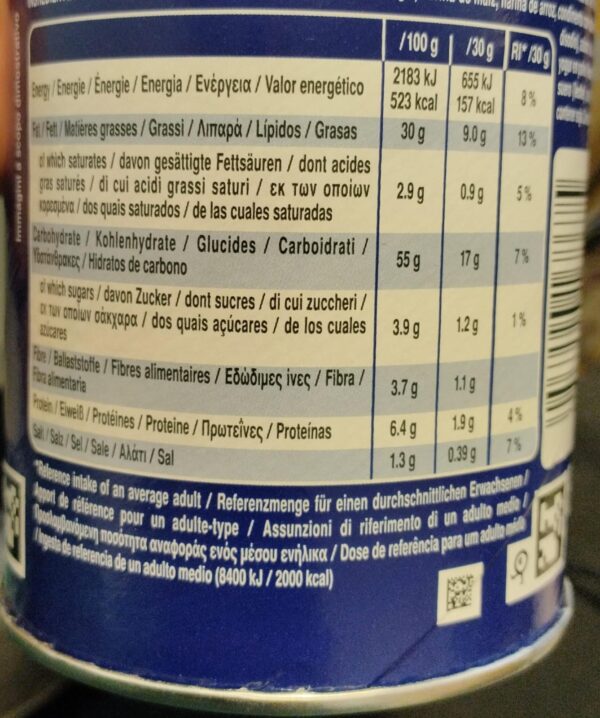 de maíz, harina de arroz,
/100 g /30 g RI* /30 g
Energy / Energie / Énergie / Energia / Ενέργεια / Valor energético 2183 kJ 655 kJ
523 kcal 157 kcal 8%
Fat / Fett / Matières grasses / Grassi / Λιπαρά / Lípidos / Grasas 30 g 9.0 g 13%
of which saturates / davon gesättigte Fettsäuren / dont acides
gras saturés / di cui acidi grassi saturi / εκ των οποίων 2.9 g 0.9 g 5%
κορεσμένα / dos quais saturados / de las cuales saturadas
Carbohydrate / Kohlenhydrate / Glucides / Carboidrati /
Υδατάνθρακες / Hidratos de carbono 55 g 17 g 7%
of which sugars / davon Zucker / dont sucres / di cui zuccheri /
εκ των οποίων σάκχαρα / dos quais açúcares / de los cuales 3.9 g 1.2 g 1%
azúcares
Fibre / Ballaststoffe / Fibres alimentaires / Εδώδιμες ίνες / Fibra / 3.7 g 1.1 g
Fibra alimentaria
Protein / Eiweiß / Protéines / Proteine / Πρωτεΐνες / Proteínas 6.4 g 1.9 g 4%
Salt / Salz / Sel / Sale / Αλάτι / Sal 1.3 g 0.39 g 7%
*Reference intake of an average adult / Referenzmenge für einen durchschnittlichen Erwachsenen /
Apport de référence pour un adulte-type / Assunzioni di riferimento di un adulto medio /
Προσλαμβανόμενη ποσότητα αναφοράς ενός μέσου ενήλικα / Dose de referência para um adulto médio
/ Ingesta de referencia de un adulto medio (8400 kJ / 2000 kcal)
Immagini a scopo dimostrativo